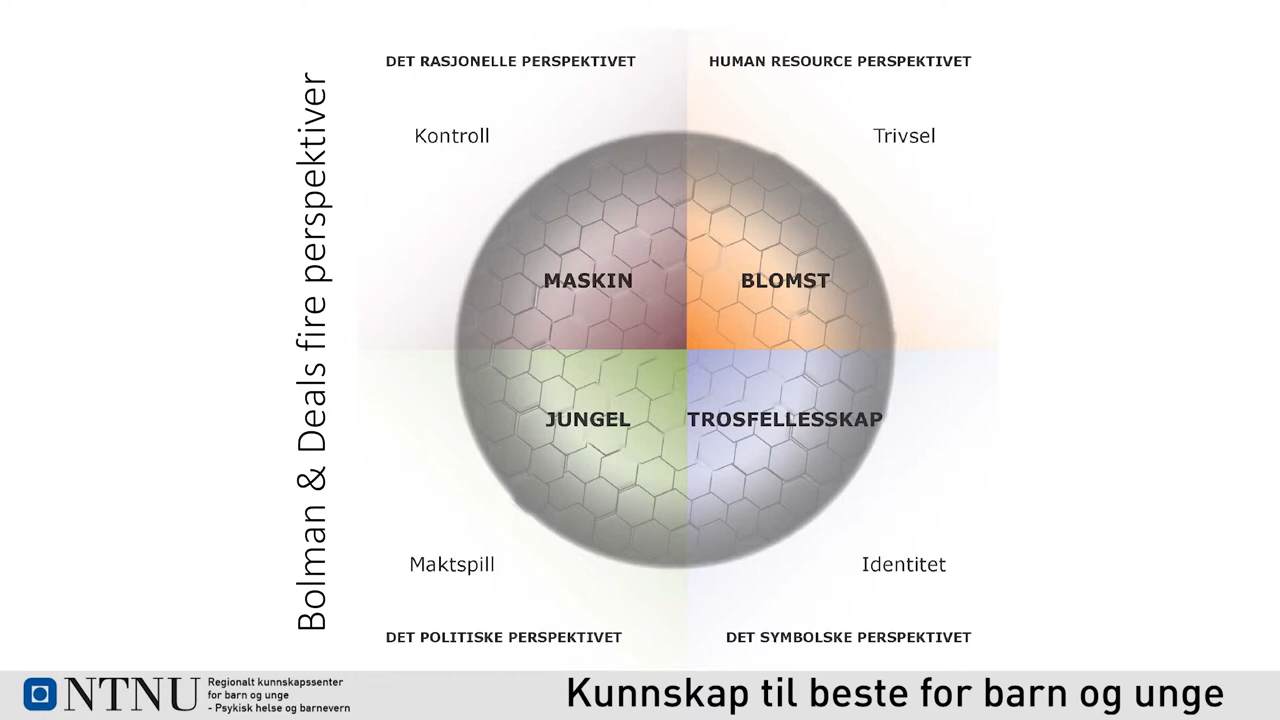 Bolman & Deals fire perspektiver
DET RASJONELLE PERSPEKTIVET
HUMAN RESOURCE PERSPEKTIVET
Kontroll
Trivsel
MASKIN
BLOMST
JUNGEL
TROSFELLESSKAP
Maktspill
Identitet
DET POLITISKE PERSPEKTIVET
DET SYMBOLSKE PERSPEKTIVET
NTNU
Regionalt kunnskapssenter
for barn og unge
- Psykisk helse og barnevern
Kunnskap til beste for barn og unge